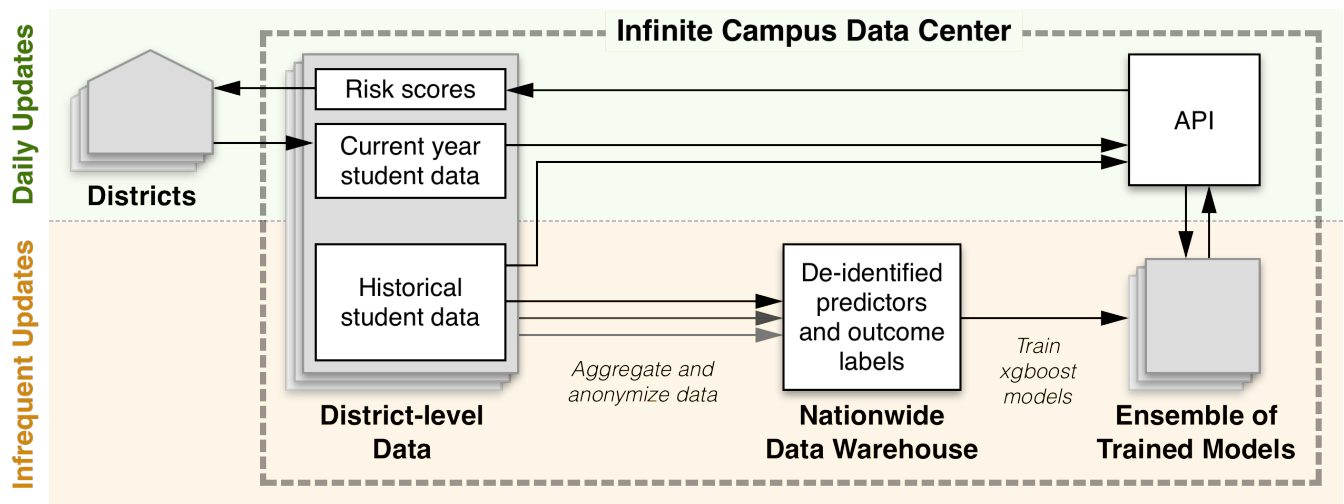 Infinite Campus Data Center
Daily Updates
Risk scores
Current year
student data
API
Districts
Infrequent Updates
Historical
student data
De-identified
predictors
and outcome
labels
Aggregate and
anonymize data
Train
xgboost
models
District-level
Data
Nationwide
Data Warehouse
Ensemble of
Trained Models